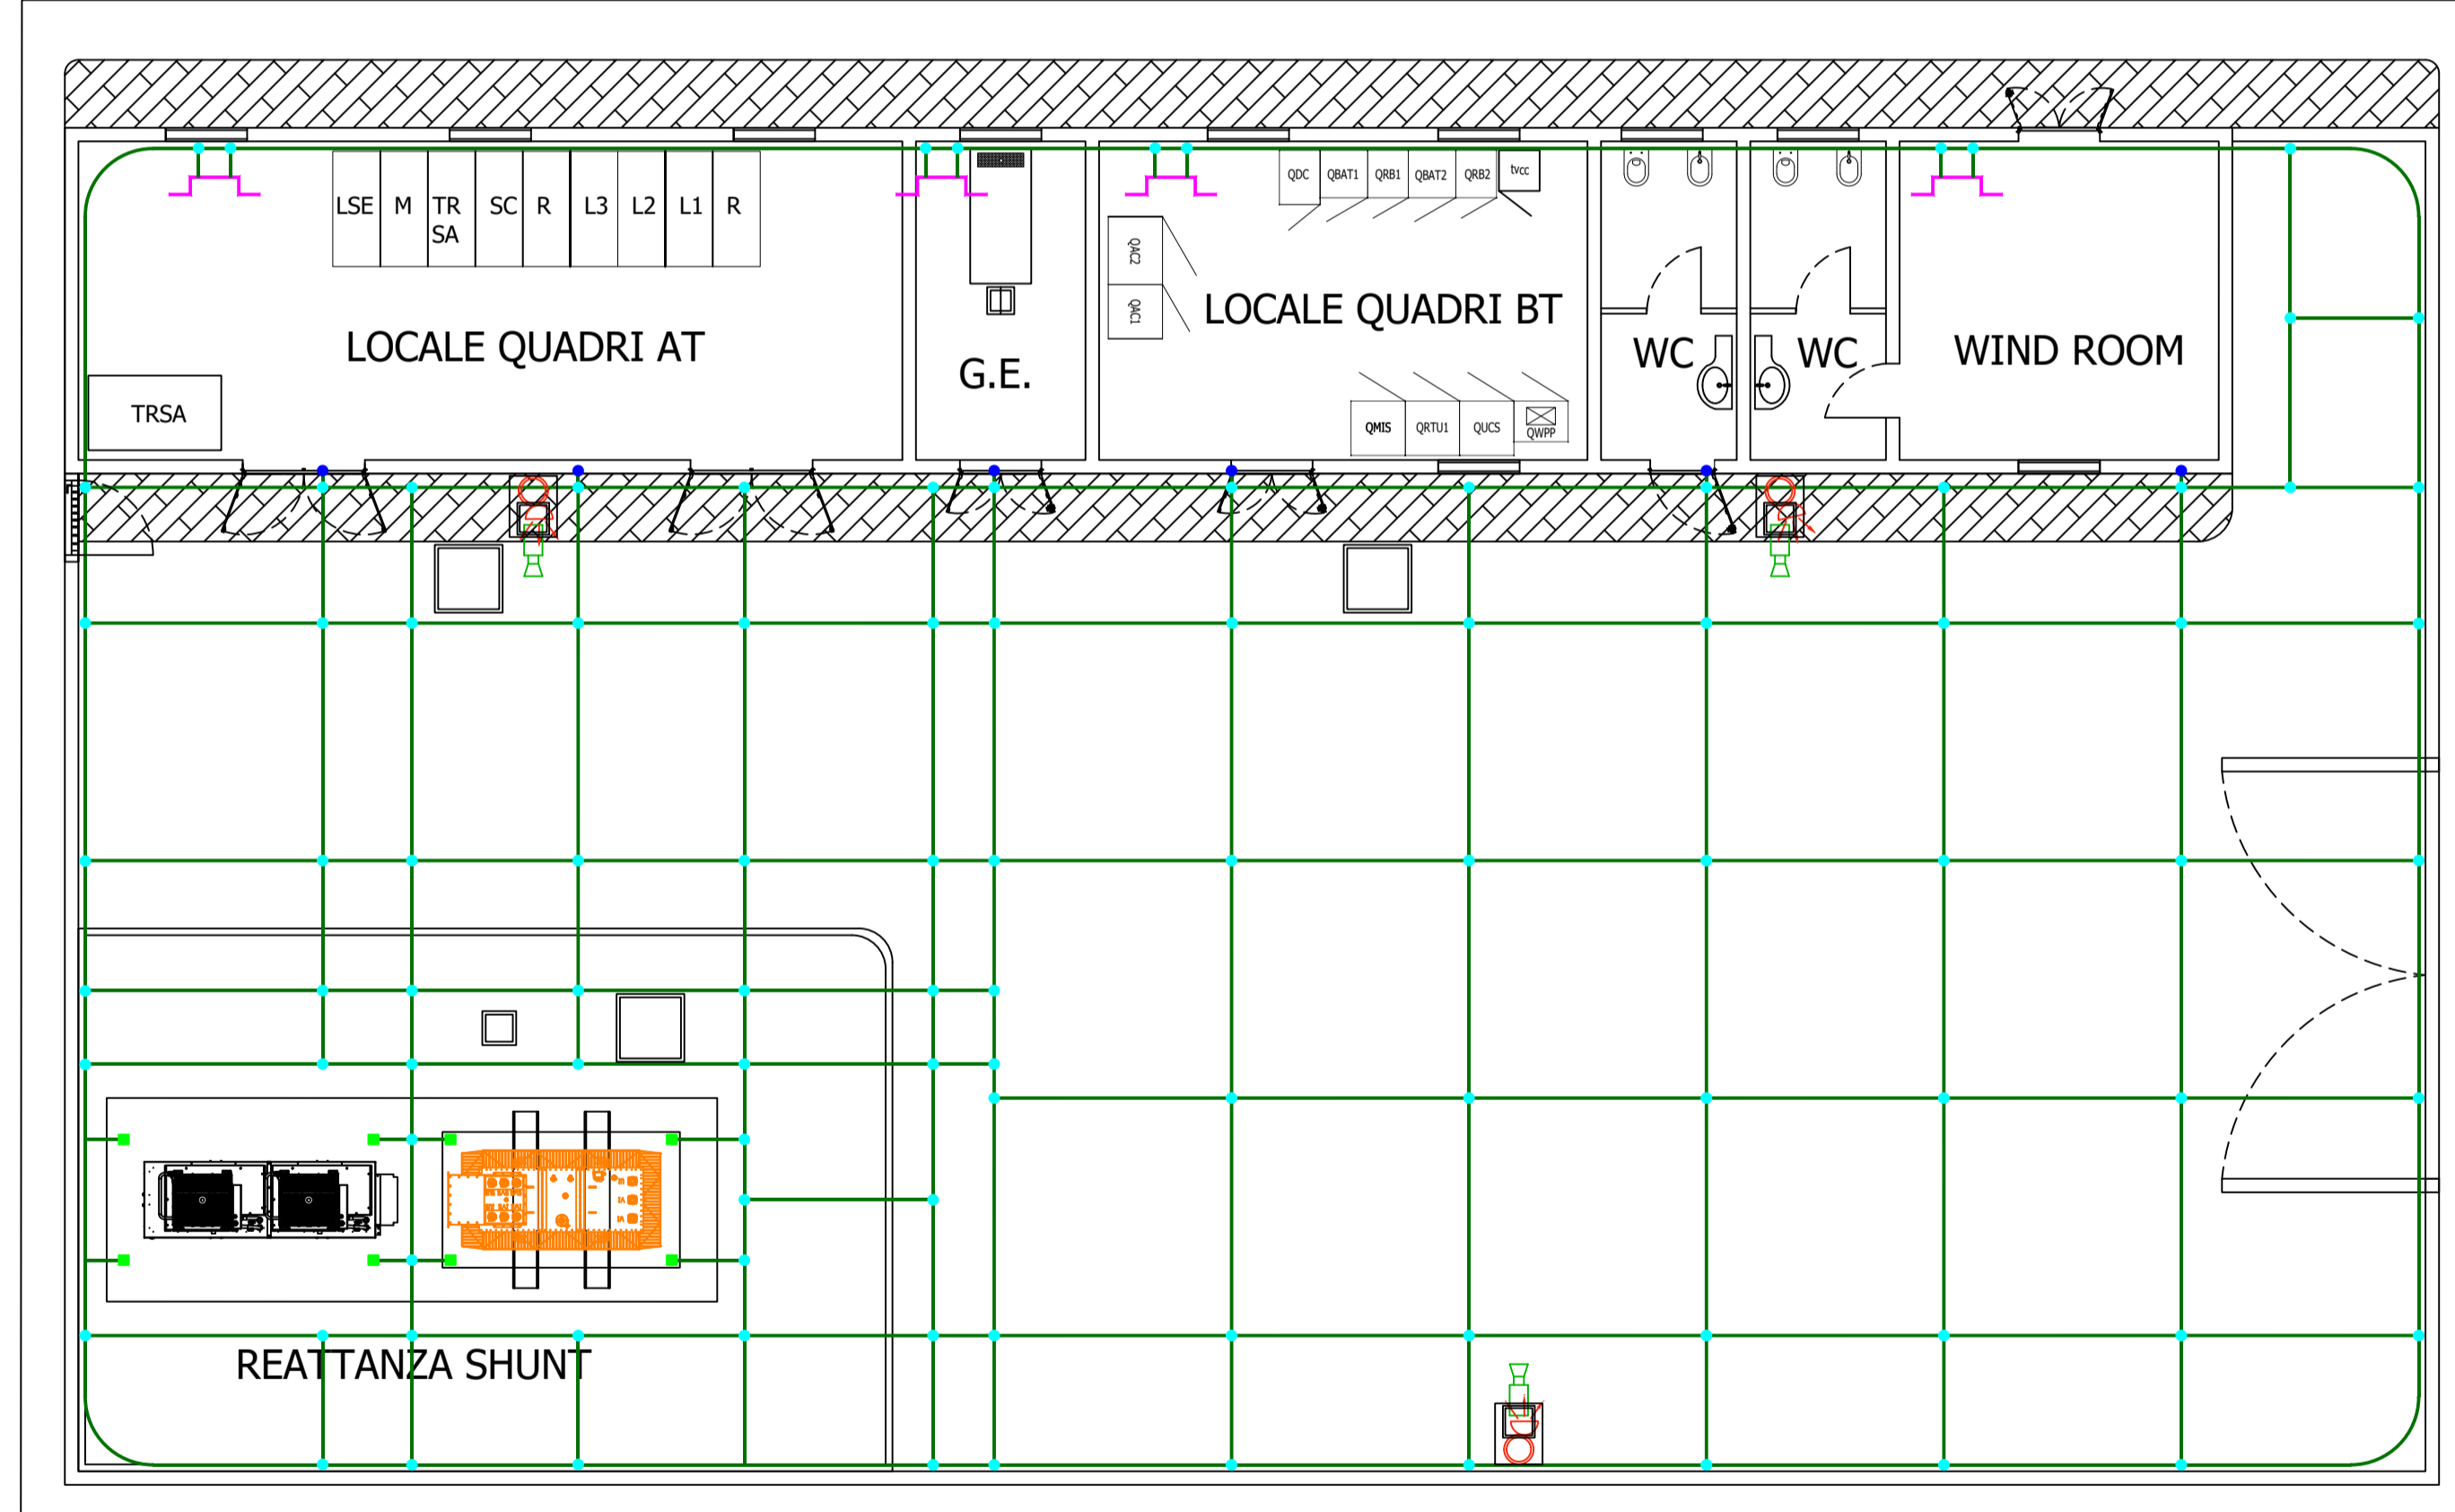 QDC QBAT1 QRB1 QBAT2 QRB2 tvcc
LSE M TR SC R L3 L2 L1 R
SA
QAC2
QAC1
LOCALE QUADRI AT
G.E.
LOCALE QUADRI BT
WC
WC
WIND ROOM
TRSA
QMIS QRTU1 QUCS QWPP
REATTANZA SHUNT